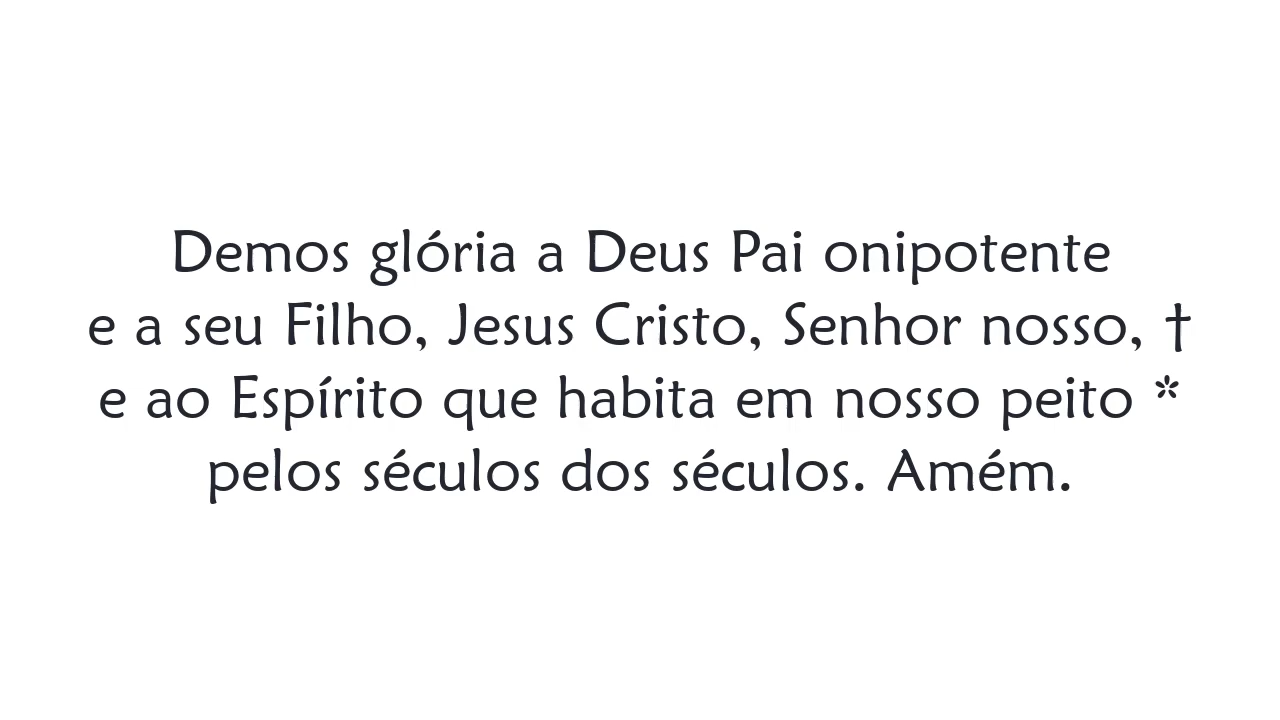 Demos glória a Deus Pai onipotente
e a seu Filho, Jesus Cristo, Senhor nosso, †
e ao Espírito que habita em nosso peito *
pelos séculos dos séculos. Amém.